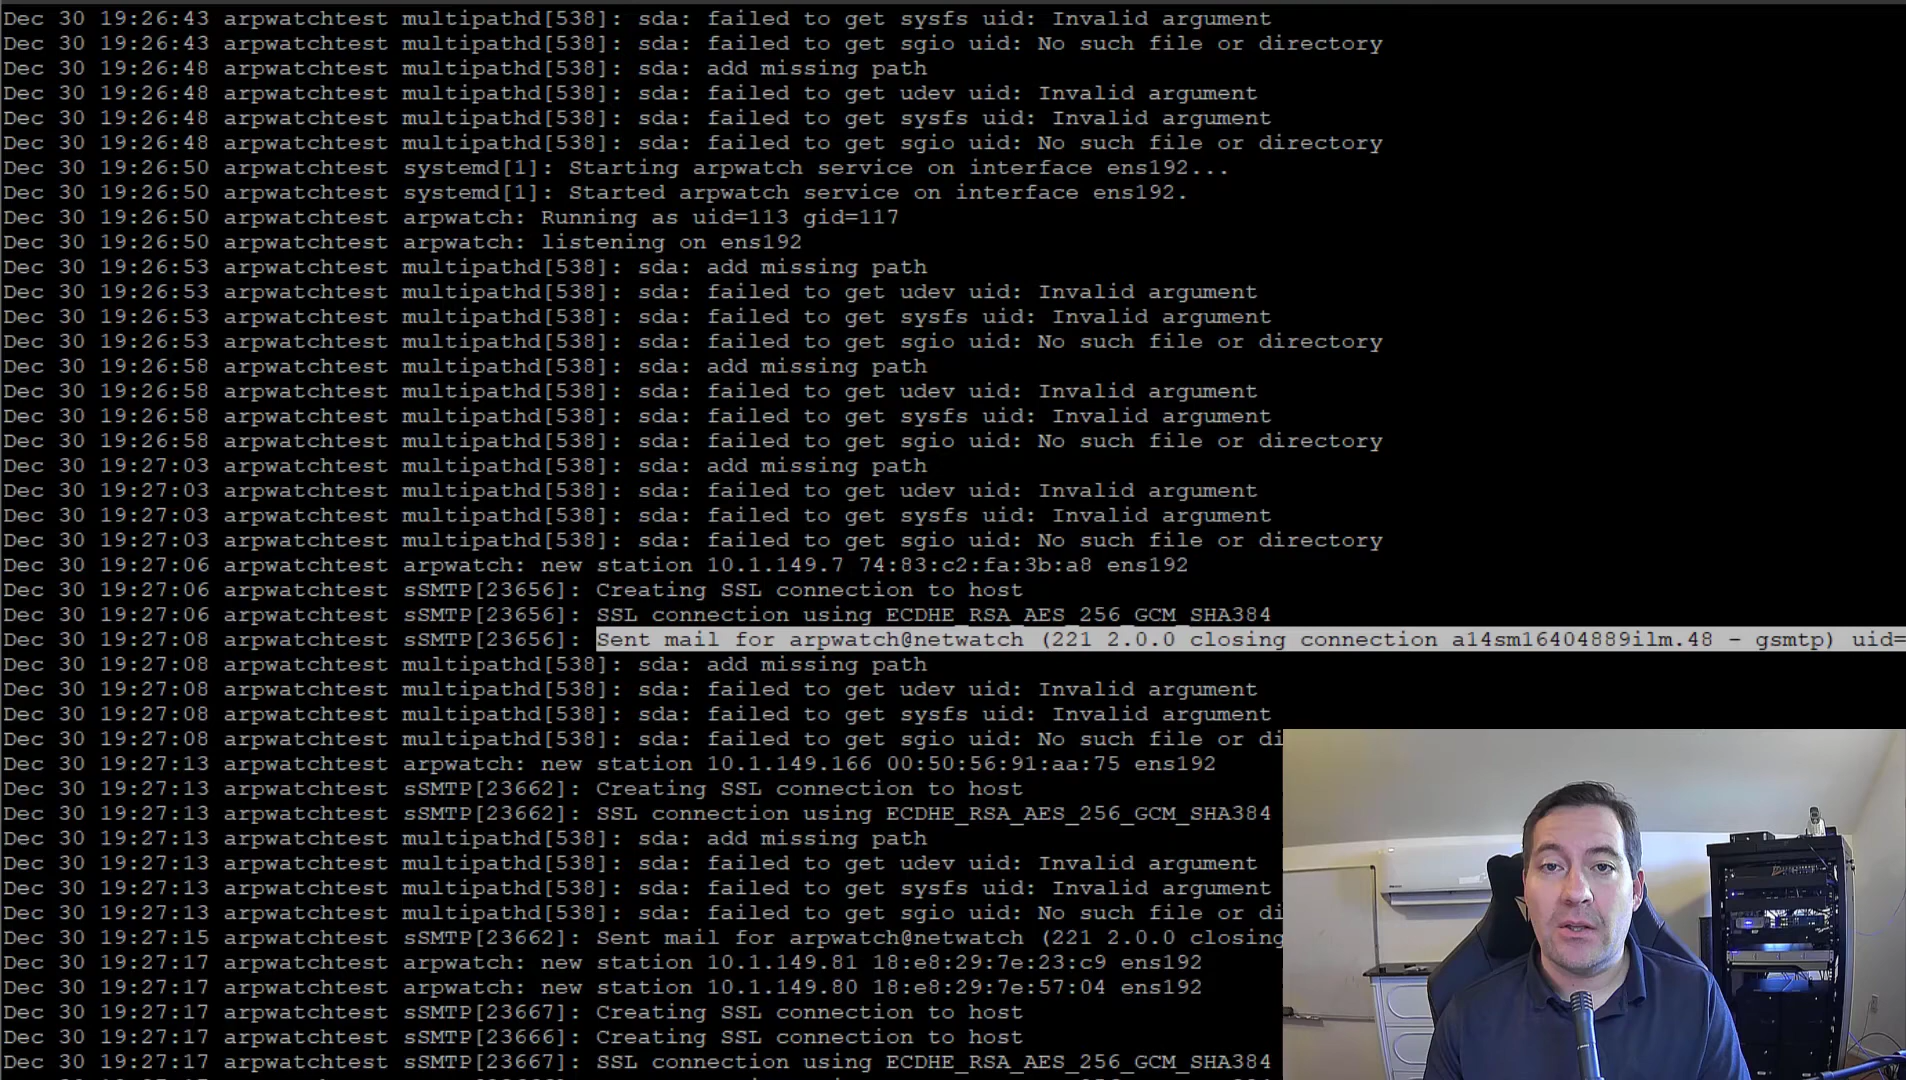 Dec 30 19:26:43 arpwatchtest multipathd[538]: sda: failed to get sysfs uid: Invalid argument
Dec 30 19:26:43 arpwatchtest multipathd[538]: sda: failed to get sgio uid: No such file or directory
Dec 30 19:26:48 arpwatchtest multipathd[538]: sda: add missing path
Dec 30 19:26:48 arpwatchtest multipathd[538]: sda: failed to get udev uid: Invalid argument
Dec 30 19:26:48 arpwatchtest multipathd[538]: sda: failed to get sysfs uid: Invalid argument
Dec 30 19:26:48 arpwatchtest multipathd[538]: sda: failed to get sgio uid: No such file or directory
Dec 30 19:26:50 arpwatchtest systemd[1]: Starting arpwatch service on interface ens192...
Dec 30 19:26:50 arpwatchtest systemd[1]: Started arpwatch service on interface ens192.
Dec 30 19:26:50 arpwatchtest arpwatch: Running as uid=113 gid=117
Dec 30 19:26:50 arpwatchtest arpwatch: listening on ens192
Dec 30 19:26:53 arpwatchtest multipathd[538]: sda: add missing path
Dec 30 19:26:53 arpwatchtest multipathd[538]: sda: failed to get udev uid: Invalid argument
Dec 30 19:26:53 arpwatchtest multipathd[538]: sda: failed to get sysfs uid: Invalid argument
Dec 30 19:26:53 arpwatchtest multipathd[538]: sda: failed to get sgio uid: No such file or directory
Dec 30 19:26:58 arpwatchtest multipathd[538]: sda: add missing path
Dec 30 19:26:58 arpwatchtest multipathd[538]: sda: failed to get udev uid: Invalid argument
Dec 30 19:26:58 arpwatchtest multipathd[538]: sda: failed to get sysfs uid: Invalid argument
Dec 30 19:26:58 arpwatchtest multipathd[538]: sda: failed to get sgio uid: No such file or directory
Dec 30 19:27:03 arpwatchtest multipathd[538]: sda: add missing path
Dec 30 19:27:03 arpwatchtest multipathd[538]: sda: failed to get udev uid: Invalid argument
Dec 30 19:27:03 arpwatchtest multipathd[538]: sda: failed to get sysfs uid: Invalid argument
Dec 30 19:27:03 arpwatchtest multipathd[538]: sda: failed to get sgio uid: No such file or directory
Dec 30 19:27:06 arpwatchtest arpwatch: new station 10.1.149.7 74:83:c2:fa:3b:a8 ens192
Dec 30 19:27:06 arpwatchtest sSMTP[23656]: Creating SSL connection to host
Dec 30 19:27:06 arpwatchtest sSMTP[23656]: SSL connection using ECDHE_RSA_AES_256_GCM_SHA384
Dec 30 19:27:08 arpwatchtest sSMTP[23656]: Sent mail for arpwatch@netwatch (221 2.0.0 closing connection a14sm16404889ilm.48 - gsmtp) uid=
Dec 30 19:27:08 arpwatchtest multipathd[538]: sda: add missing path
Dec 30 19:27:08 arpwatchtest multipathd[538]: sda: failed to get udev uid: Invalid argument
Dec 30 19:27:08 arpwatchtest multipathd[538]: sda: failed to get sysfs uid: Invalid argument
Dec 30 19:27:08 arpwatchtest multipathd[538]: sda: failed to get sgio uid: No such file or di
Dec 30 19:27:13 arpwatchtest arpwatch: new station 10.1.149.166 00:50:56:91:aa:75 ens192
Dec 30 19:27:13 arpwatchtest sSMTP[23662]: Creating SSL connection to host
Dec 30 19:27:13 arpwatchtest sSMTP[23662]: SSL connection using ECDHE_RSA_AES_256_GCM_SHA384
Dec 30 19:27:13 arpwatchtest multipathd[538]: sda: add missing path
Dec 30 19:27:13 arpwatchtest multipathd[538]: sda: failed to get udev uid: Invalid argument
Dec 30 19:27:13 arpwatchtest multipathd[538]: sda: failed to get sysfs uid: Invalid argument
Dec 30 19:27:13 arpwatchtest multipathd[538]: sda: failed to get sgio uid: No such file or di
Dec 30 19:27:15 arpwatchtest sSMTP[23662]: Sent mail for arpwatch@netwatch (221 2.0.0 closing
Dec 30 19:27:17 arpwatchtest arpwatch: new station 10.1.149.81 18:e8:29:7e:23:c9 ens192
Dec 30 19:27:17 arpwatchtest arpwatch: new station 10.1.149.80 18:e8:29:7e:57:04 ens192
Dec 30 19:27:17 arpwatchtest sSMTP[23667]: Creating SSL connection to host
Dec 30 19:27:17 arpwatchtest sSMTP[23666]: Creating SSL connection to host
Dec 30 19:27:17 arpwatchtest sSMTP[23667]: SSL connection using ECDHE_RSA_AES_256_GCM_SHA384